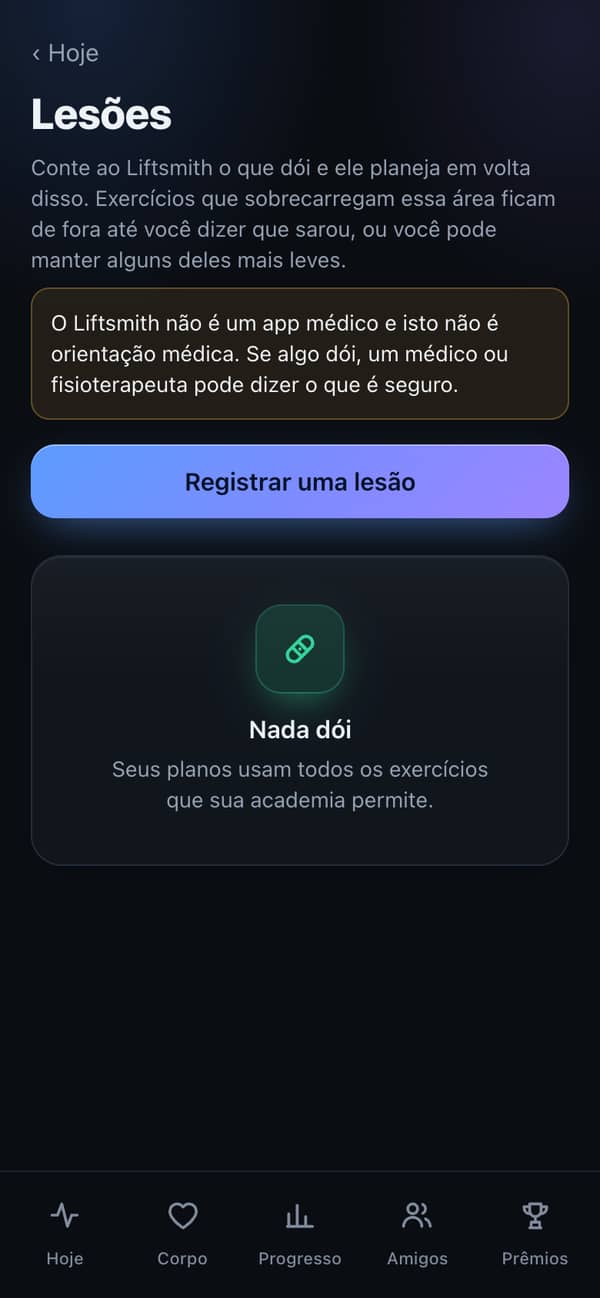 ‹ Hoje
Lesões
Conte ao Liftsmith o que dói e ele planeja em volta
disso. Exercícios que sobrecarregam essa área ficam
de fora até você dizer que sarou, ou você pode
manter alguns deles mais leves.
O Liftsmith não é um app médico e isto não é
orientação médica. Se algo dói, um médico ou
fisioterapeuta pode dizer o que é seguro.
Registrar uma lesão
Nada dói
Seus planos usam todos os exercícios
que sua academia permite.
Hoje
Corpo
Progresso
Amigos
Prêmios